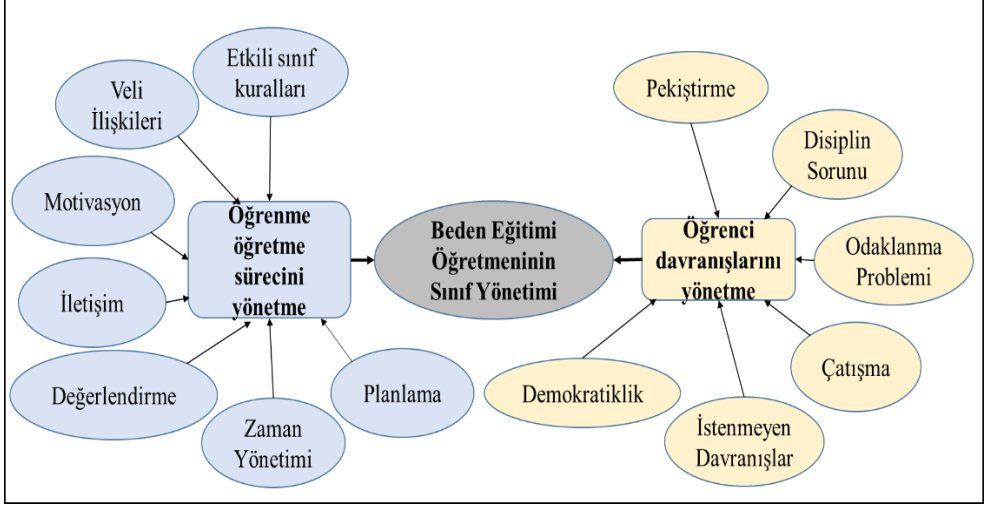 Etkili sınıf
kuralları
Veli
İlişkileri
Motivasyon
İletişim
Değerlendirme
Zaman
Yönetimi
Planlama
Öğrenme
öğretme
sürecini
yönetme
Beden Eğitimi
Öğretmeninin
Sınıf Yönetimi
Öğrenci
davranışlarını
yönetme
Pekiştirme
Disiplin
Sorunu
Odaklanma
Problemi
Çatışma
İstenmeyen
Davranışlar
Demokratiklik